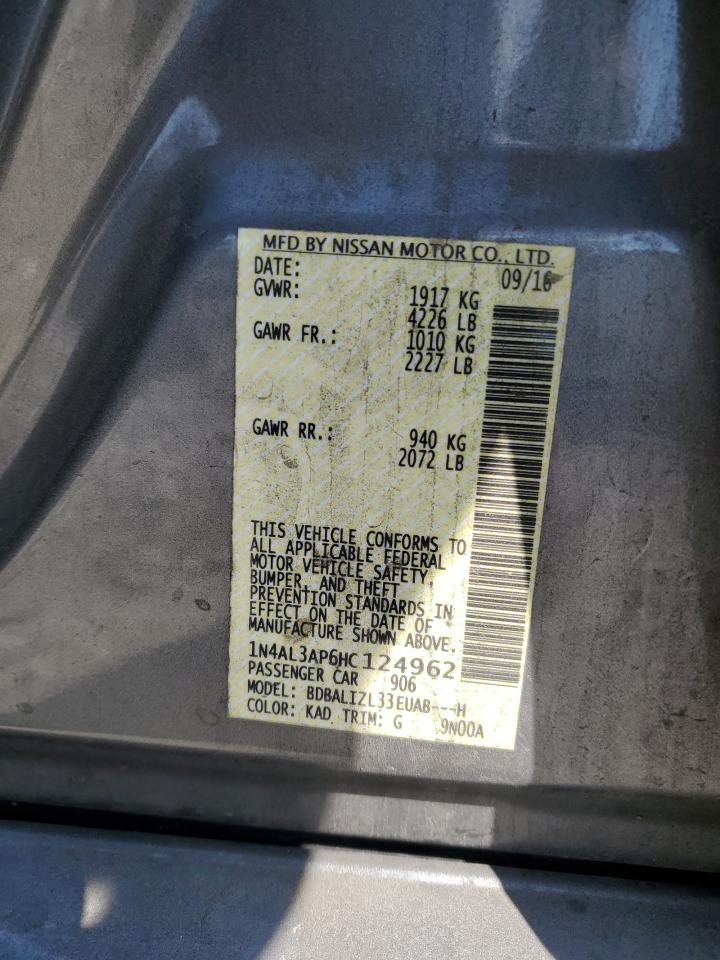 MFD BY NISSAN MOTOR CO., LTD.
DATE: 09/16
GVWR: 1917 KG
4226 LB
GAWR FR.: 1010 KG
2227 LB
GAWR RR.: 940 KG
2072 LB
THIS VEHICLE CONFORMS TO
ALL APPLICABLE FEDERAL
MOTOR VEHICLE SAFETY,
BUMPER, AND THEFT
PREVENTION STANDARDS IN
EFFECT ON THE DATE OF
MANUFACTURE SHOWN ABOVE.
1N4AL3AP6HC124962
PASSENGER CAR 906
MODEL: BDBALIZL33EUAB---H
COLOR: KAD TRIM: G 9N00A